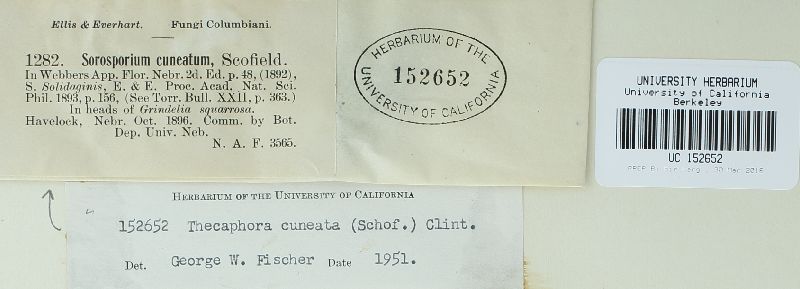 Ellis & Everhart. Fungi Columbiani.
1282. Sorosporium cuneatum, Scofield.
In Webbers App. Flor. Nebr. 2d. Ed. p. 48, (1892),
S. Solidaginis, E. & E. Proc. Acad. Nat. Sci.
Phil. 1893, p. 156, (See Torr. Bull. XXII, p. 363.)
In heads of Grindelia squarrosa.
Havelock, Nebr. Oct. 1896. Comm. by Bot.
Dep. Univ. Neb.
N. A. F. 3565.
HERBARIUM OF THE
152652
UNIVERSITY OF CALIFORNIA
UNIVERSITY HERBARIUM
University of California
Berkeley
UC 152652
HERBARIUM OF THE UNIVERSITY OF CALIFORNIA
152652 Thecaphora cuneata (Schof.) Clint.
Det. George W. Fischer Date 1951.